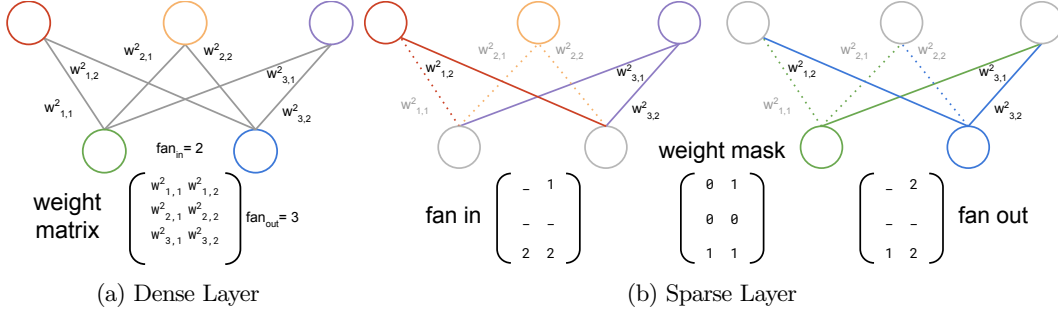 w²₂,₁ w²₂,₂
w²₁,₂ w²₃,₁
w²₁,₁ w²₃,₂
fan_in = 2
weight matrix
w²₁,₁ w²₁,₂
w²₂,₁ w²₂,₂
w²₃,₁ w²₃,₂
fan_out = 3
(a) Dense Layer
w²₂,₁ w²₂,₂
w²₁,₂ w²₃,₁
w²₁,₁ w²₃,₂
w²₂,₁ w²₂,₂
w²₁,₂ w²₃,₁
w²₁,₁ w²₃,₂
weight mask
fan in
_ 1
_ _
2 2
0 1
0 0
1 1
_ 2
_ _
1 2
fan out
(b) Sparse Layer